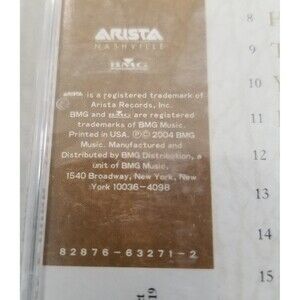 ARISTA
NASHVILLE
BMG
ARISTA is a registered trademark of
Arista Records, Inc.
BMG and BMG are registered
trademarks of BMG Music.
Printed in USA. ℗© 2004 BMG
Music. Manufactured and
Distributed by BMG Distribution, a
unit of BMG Music.
1540 Broadway, New York, New
York 10036-4098
82876-63271-2
8 H
9
10
11
12
13
14
15